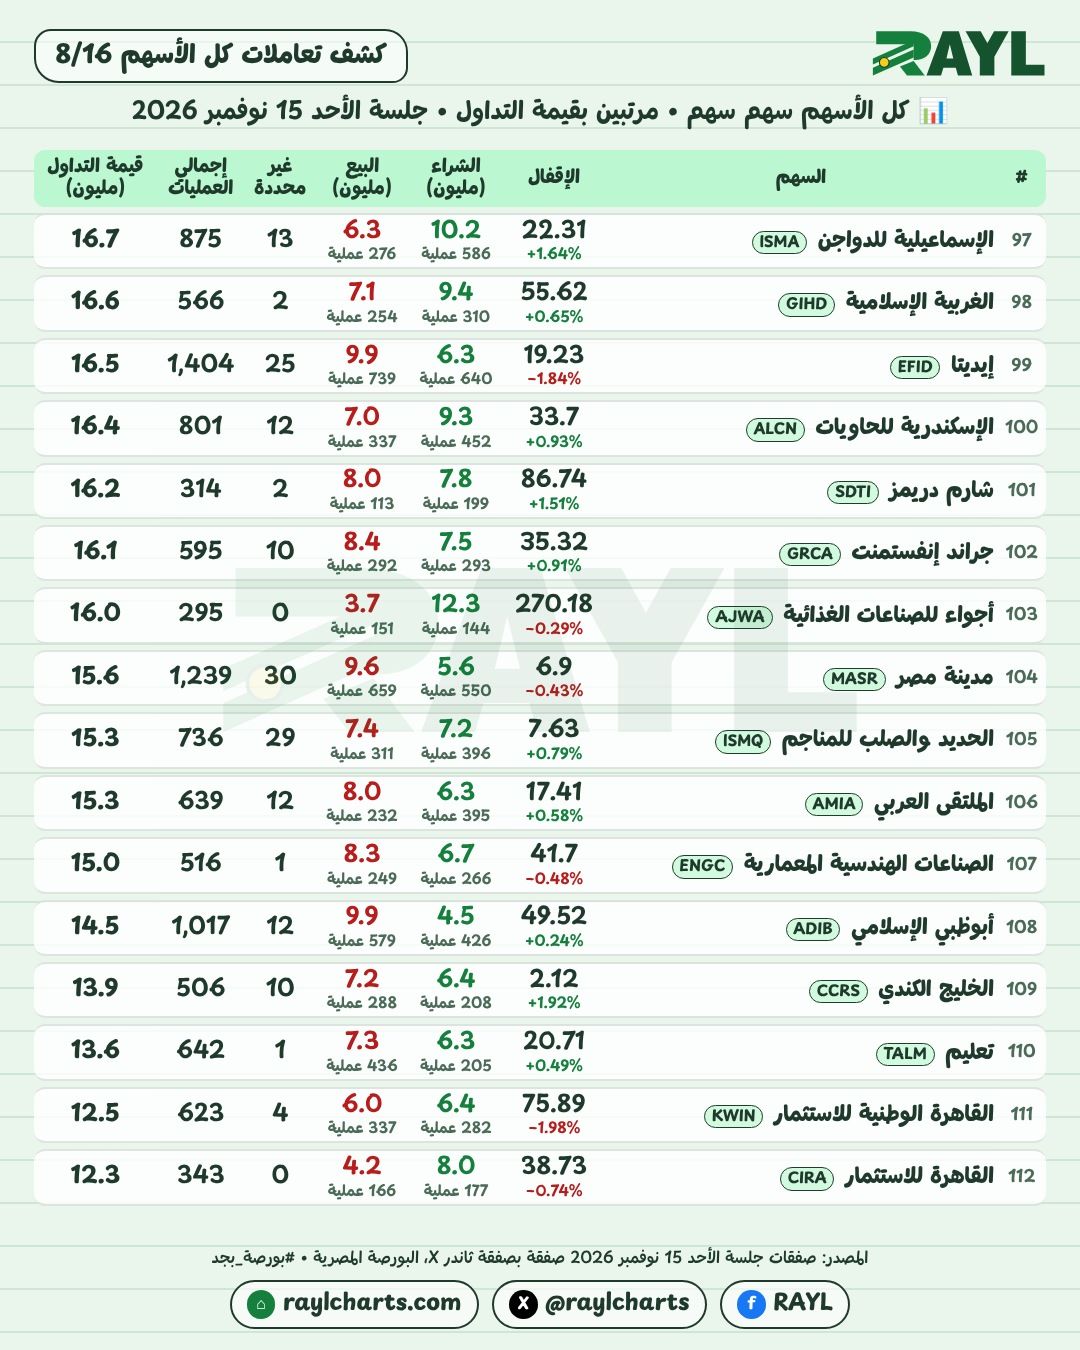 كشف تعاملات كل الأسهم 8/16
RAYL
📊 كل الأسهم سهم سهم • مرتبين بقيمة التداول • جلسة الأحد 15 نوفمبر 2026
# السهم الإقفال الشراء (مليون) البيع (مليون) غير محددة إجمالي العمليات قيمة التداول (مليون)
97 الإسماعيلية للدواجن ISMA 22.31 10.2 6.3 13 875 16.7
+1.64% 586 عملية 276 عملية
98 الغربية الإسلامية GIHD 55.62 9.4 7.1 2 566 16.6
+0.65% 310 عملية 254 عملية
99 إيديتا EFID 19.23 6.3 9.9 25 1,404 16.5
−1.84% 640 عملية 739 عملية
100 الإسكندرية للحاويات ALCN 33.7 9.3 7.0 12 801 16.4
+0.93% 452 عملية 337 عملية
101 شارم دريمز SDTI 86.74 7.8 8.0 2 314 16.2
+1.51% 199 عملية 113 عملية
102 جراند إنفستمنت GRCA 35.32 7.5 8.4 10 595 16.1
+0.91% 293 عملية 292 عملية
103 أجواء للصناعات الغذائية AJWA 270.18 12.3 3.7 0 295 16.0
−0.29% 144 عملية 151 عملية
104 مدينة مصر MASR 6.9 5.6 9.6 30 1,239 15.6
−0.43% 550 عملية 659 عملية
105 الحديد والصلب للمناجم ISMQ 7.63 7.2 7.4 29 736 15.3
+0.79% 396 عملية 311 عملية
106 الملتقى العربي AMIA 17.41 6.3 8.0 12 639 15.3
+0.58% 395 عملية 232 عملية
107 الصناعات الهندسية المعمارية ENGC 41.7 6.7 8.3 1 516 15.0
−0.48% 266 عملية 249 عملية
108 أبوظبي الإسلامي ADIB 49.52 4.5 9.9 12 1,017 14.5
+0.24% 426 عملية 579 عملية
109 الخليج الكندي CCRS 2.12 6.4 7.2 10 506 13.9
+1.92% 208 عملية 288 عملية
110 تعليم TALM 20.71 6.3 7.3 1 642 13.6
+0.49% 205 عملية 436 عملية
111 القاهرة الوطنية للاستثمار KWIN 75.89 6.4 6.0 4 623 12.5
−1.98% 282 عملية 337 عملية
112 القاهرة للاستثمار CIRA 38.73 8.0 4.2 0 343 12.3
−0.74% 177 عملية 166 عملية
المصدر: صفقات جلسة الأحد 15 نوفمبر 2026 صفقة بصفقة ثاندر X، البورصة المصرية • #بورصة_بجد
raylcharts.com @raylcharts RAYL